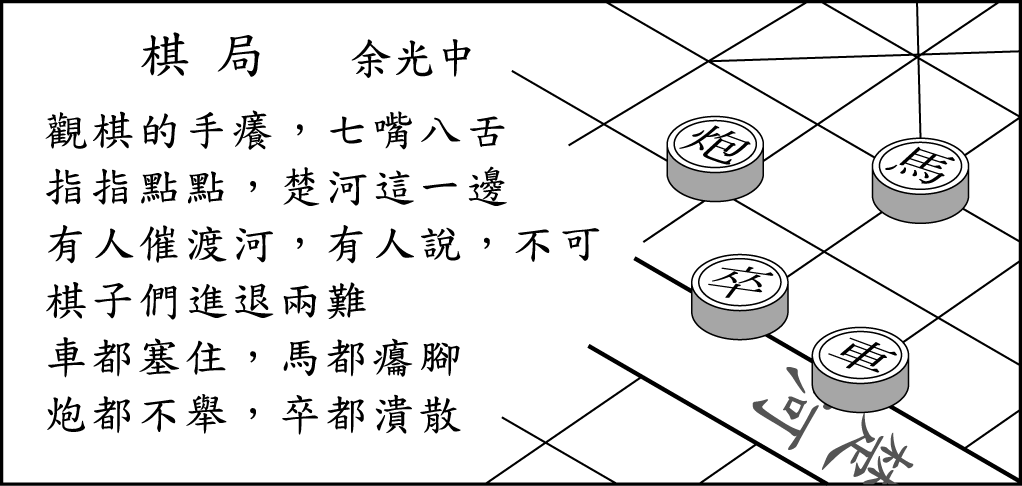 棋局 余光中
觀棋的手癢，七嘴八舌
指指點點，楚河這一邊
有人催渡河，有人說，不可
棋子們進退兩難
車都塞住，馬都癟腳
炮都不舉，卒都潰散
炮
馬
卒
車
楚河